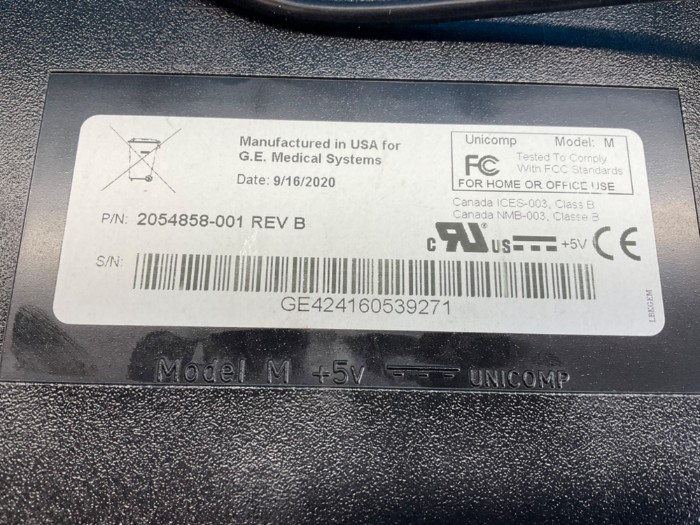 Manufactured in USA for
G.E. Medical Systems
Date: 9/16/2020
P/N: 2054858-001 REV B
S/N:
GE424160539271
Unicomp Model: M
FC Tested To Comply
With FCC Standards
FOR HOME OR OFFICE USE
Canada ICES-003, Class B
Canada NMB-003, Classe B
c RU US +5V CE
LBKGEM
Model M +5v UNICOMP